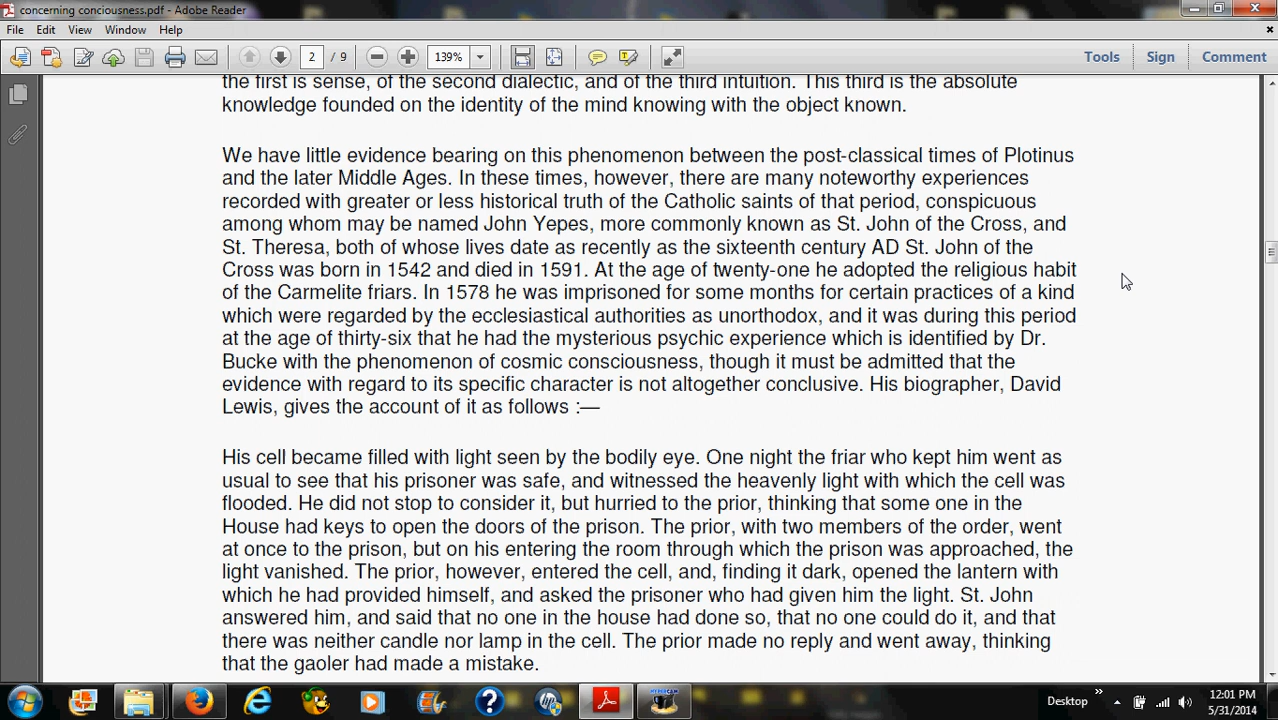 concerning conciousness.pdf - Adobe Reader
File Edit View Window Help
2 / 9 139% Tools Sign Comment
the first is sense, of the second dialectic, and of the third intuition. This third is the absolute
knowledge founded on the identity of the mind knowing with the object known.
We have little evidence bearing on this phenomenon between the post-classical times of Plotinus
and the later Middle Ages. In these times, however, there are many noteworthy experiences
recorded with greater or less historical truth of the Catholic saints of that period, conspicuous
among whom may be named John Yepes, more commonly known as St. John of the Cross, and
St. Theresa, both of whose lives date as recently as the sixteenth century AD St. John of the
Cross was born in 1542 and died in 1591. At the age of twenty-one he adopted the religious habit
of the Carmelite friars. In 1578 he was imprisoned for some months for certain practices of a kind
which were regarded by the ecclesiastical authorities as unorthodox, and it was during this period
at the age of thirty-six that he had the mysterious psychic experience which is identified by Dr.
Bucke with the phenomenon of cosmic consciousness, though it must be admitted that the
evidence with regard to its specific character is not altogether conclusive. His biographer, David
Lewis, gives the account of it as follows :—
His cell became filled with light seen by the bodily eye. One night the friar who kept him went as
usual to see that his prisoner was safe, and witnessed the heavenly light with which the cell was
flooded. He did not stop to consider it, but hurried to the prior, thinking that some one in the
House had keys to open the doors of the prison. The prior, with two members of the order, went
at once to the prison, but on his entering the room through which the prison was approached, the
light vanished. The prior, however, entered the cell, and, finding it dark, opened the lantern with
which he had provided himself, and asked the prisoner who had given him the light. St. John
answered him, and said that no one in the house had done so, that no one could do it, and that
there was neither candle nor lamp in the cell. The prior made no reply and went away, thinking
that the gaoler had made a mistake.
Desktop 12:01 PM
5/31/2014